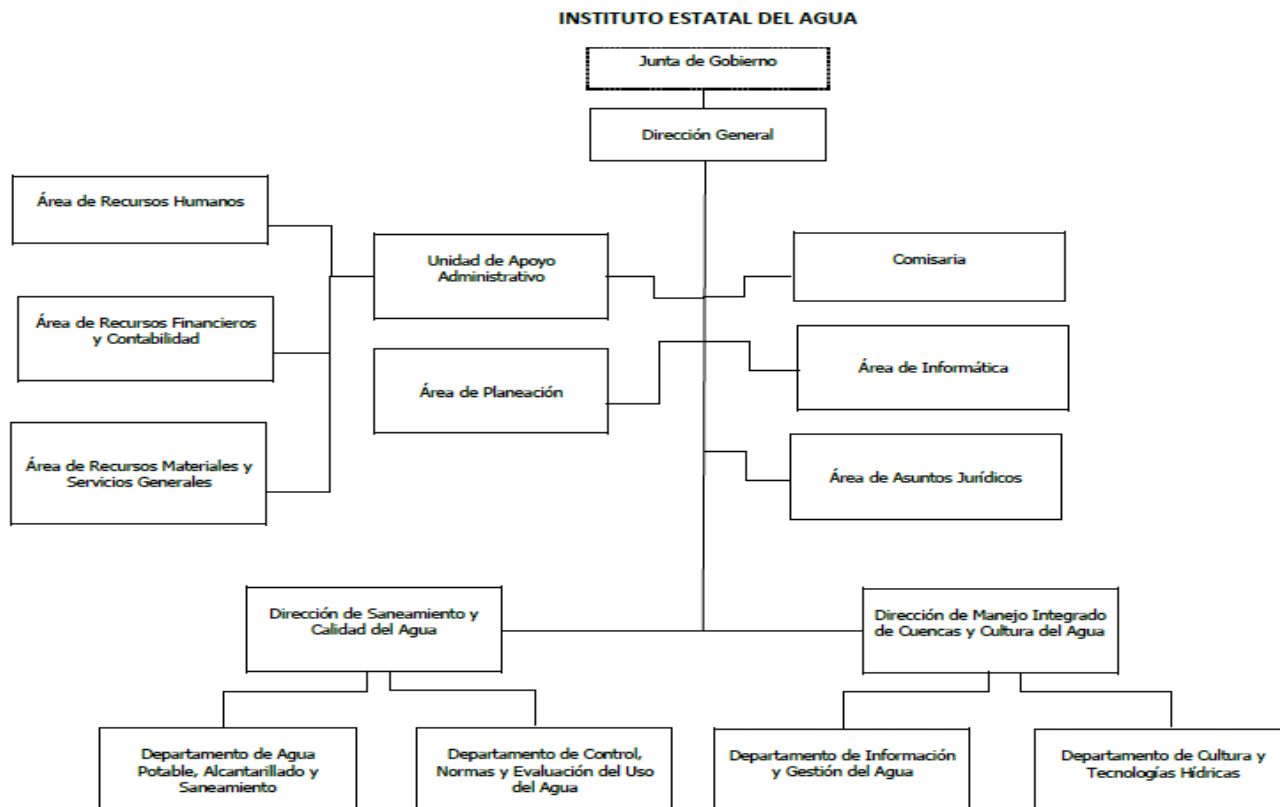 INSTITUTO ESTATAL DEL AGUA
Junta de Gobierno
Dirección General
Área de Recursos Humanos
Unidad de Apoyo
Administrativo
Comisaria
Área de Recursos Financieros
y Contabilidad
Área de Planeación
Área de Informática
Área de Recursos Materiales y
Servicios Generales
Área de Asuntos Jurídicos
Dirección de Saneamiento y
Calidad del Agua
Dirección de Manejo Integrado
de Cuencas y Cultura del Agua
Departamento de Agua
Potable, Alcantarillado y
Saneamiento
Departamento de Control,
Normas y Evaluación del Uso
del Agua
Departamento de Información
y Gestión del Agua
Departamento de Cultura y
Tecnologías Hídricas